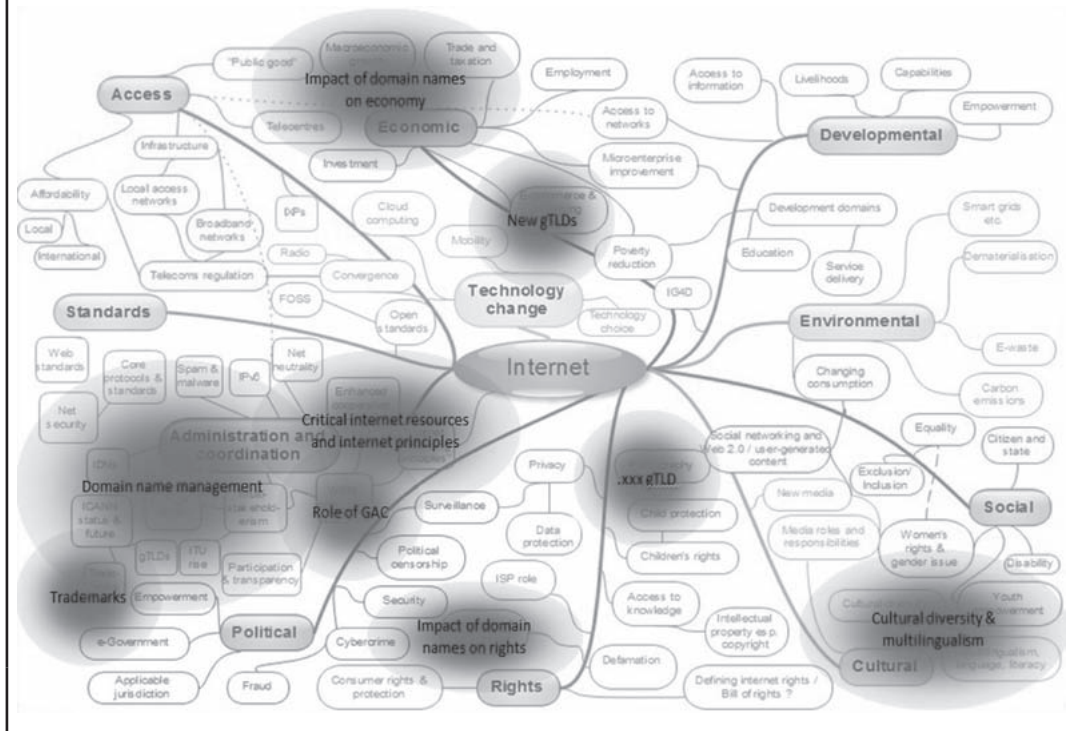 "Public good"
Access
Telecentres
Infrastructure
Affordability
Local access
networks
Local
International
Broadband
networks
Telecoms regulation
Macroeconomic
Trade and
taxation
Impact of domain names
on economy
Economic
Investment
Employment
Access to
networks
Microenterprise
improvement
Access to
information
Livelihoods
Capabilities
Empowerment
Developmental
IXPs
Cloud
computing
Mobility
New gTLDs
Radio
Convergence
FOSS
Open
standards
Technology
change
Technology
choice
Poverty
reduction
IG4D
Development domains
Education
Service
delivery
Smart grids
etc.
Dematerialisation
Environmental
E-waste
Carbon
emissions
Changing
consumption
Standards
Internet
Web
standards
Core
protocols &
standards
Spam &
malware
IPv6
Net
neutrality
Net
security
Enhanced
Critical internet resources
and internet principles
Administration and
coordination
Domain name management
Role of GAC
ICANN
status &
future
gTLDs
ITU
role
Participation
& transparency
Trademarks
Empowerment
e-Government
Political
Applicable
jurisdiction
Fraud
Privacy
Surveillance
Data
protection
Political
censorship
Security
Cybercrime
ISP role
Impact of domain
names on rights
Consumer rights &
protection
Rights
Defamation
.xxx gTLD
Child protection
Children's rights
Access to
knowledge
Intellectual
property esp.
copyright
Defining internet rights /
Bill of rights ?
Social networking and
Web 2.0 / user-generated
content
New media
Media roles and
responsibilities
Exclusion/
Inclusion
Equality
Citizen and
state
Social
Women's
rights &
gender issue
Disability
Youth
Cultural diversity &
multilingualism
Cultural
language, literacy